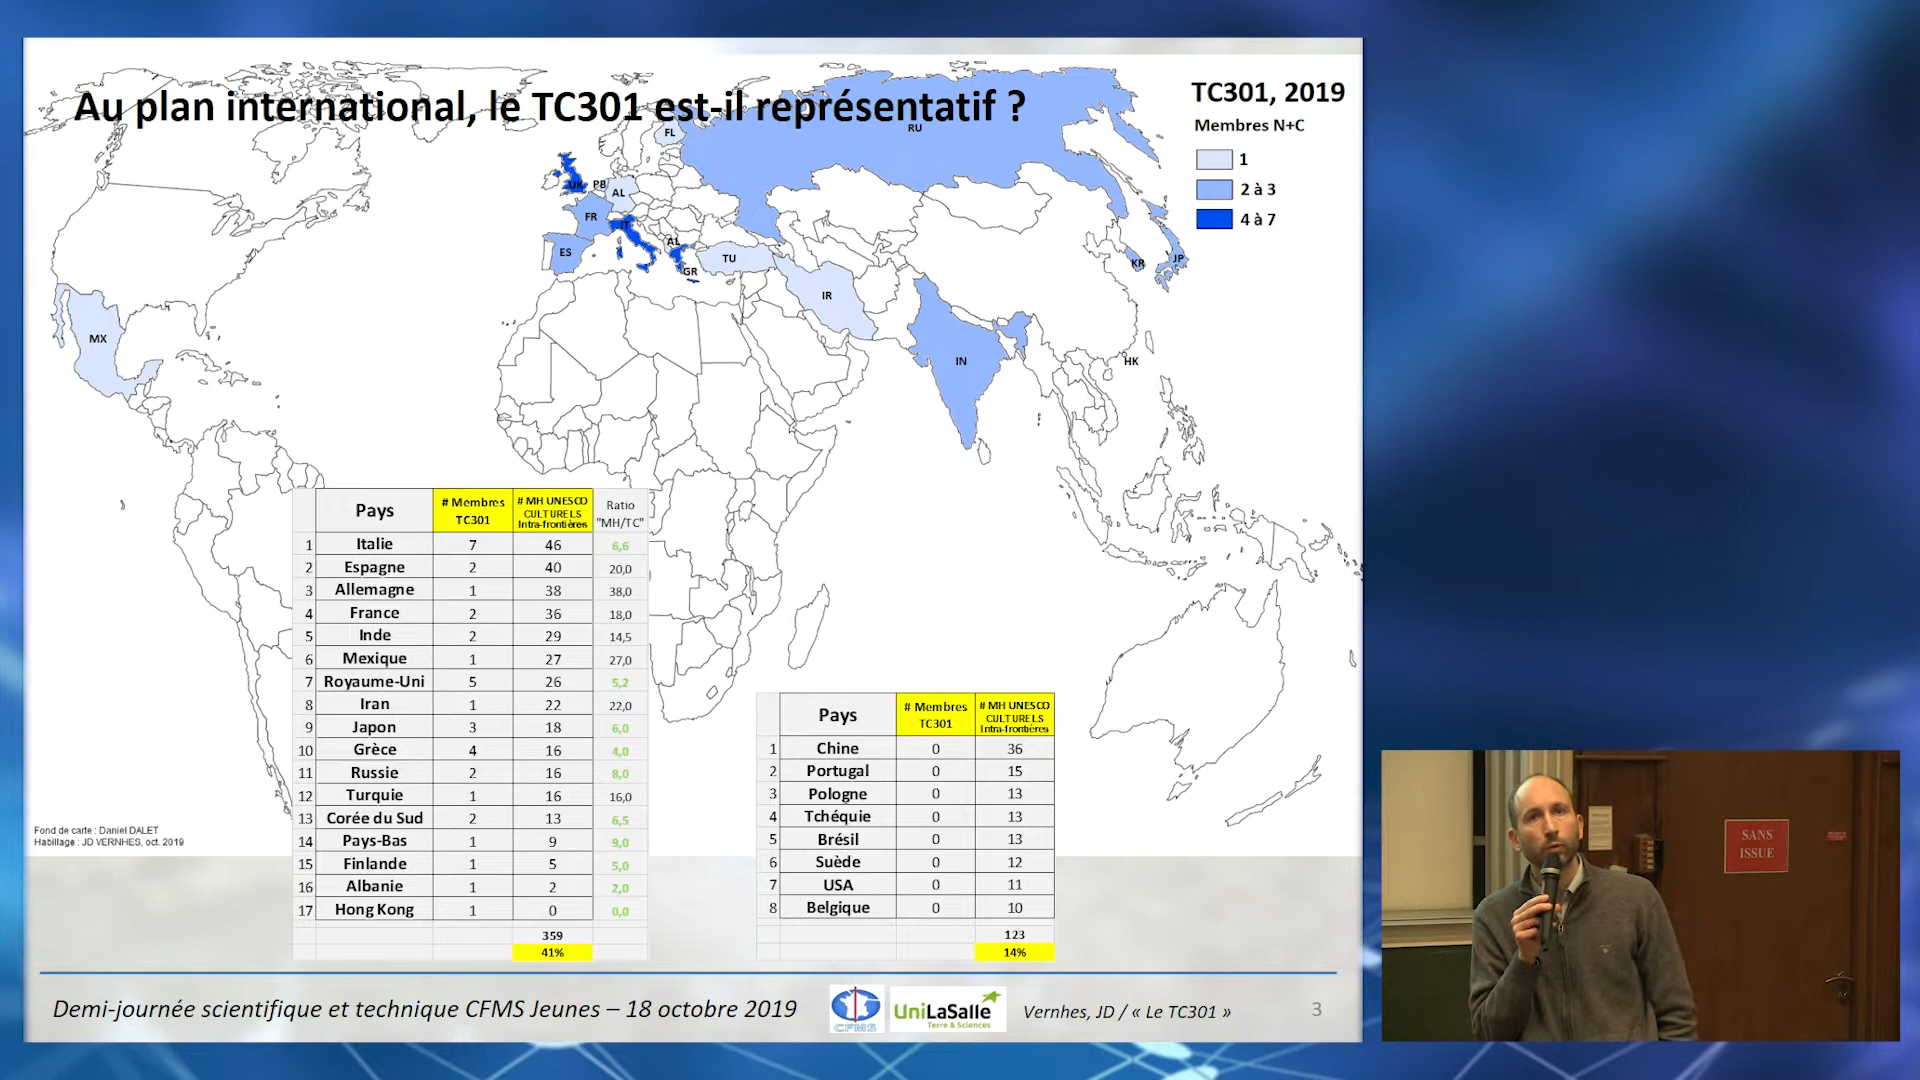 Au plan international, le TC301 est-il représentatif ?
TC301, 2019
Membres N+C
1
2 à 3
4 à 7
RU
FL
UK
PB
AL
FR
IT
ES
AL
GR
TU
IR
IN
KR
JP
HK
MX
Pays # Membres TC301 # MH UNESCO CULTURELS Intra-frontières Ratio "MH/TC"
1 Italie 7 46 6,6
2 Espagne 2 40 20,0
3 Allemagne 1 38 38,0
4 France 2 36 18,0
5 Inde 2 29 14,5
6 Mexique 1 27 27,0
7 Royaume-Uni 5 26 5,2
8 Iran 1 22 22,0
9 Japon 3 18 6,0
10 Grèce 4 16 4,0
11 Russie 2 16 8,0
12 Turquie 1 16 16,0
13 Corée du Sud 2 13 6,5
14 Pays-Bas 1 9 9,0
15 Finlande 1 5 5,0
16 Albanie 1 2 2,0
17 Hong Kong 1 0 0,0
359
41%
Pays # Membres TC301 # MH UNESCO CULTURELS Intra-frontières
1 Chine 0 36
2 Portugal 0 15
3 Pologne 0 13
4 Tchéquie 0 13
5 Brésil 0 13
6 Suède 0 12
7 USA 0 11
8 Belgique 0 10
123
14%
Fond de carte : Daniel DALET
Habillage : JD VERNHES, oct. 2019
Demi-journée scientifique et technique CFMS Jeunes – 18 octobre 2019
CFMS
UniLaSalle
Terre & Sciences
Vernhes, JD / « Le TC301 »
3
SANS
ISSUE